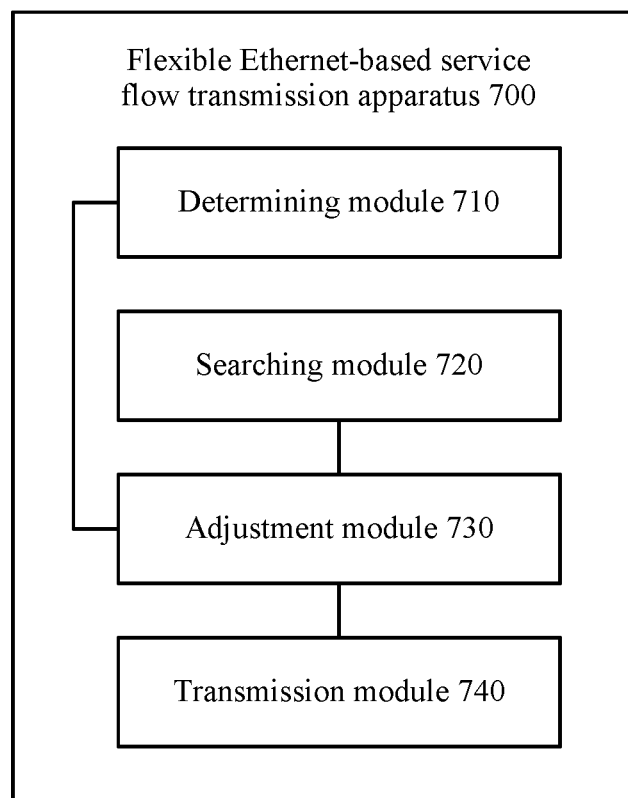 Flexible Ethernet-based service
flow transmission apparatus 700
Determining module 710
Searching module 720
Adjustment module 730
Transmission module 740